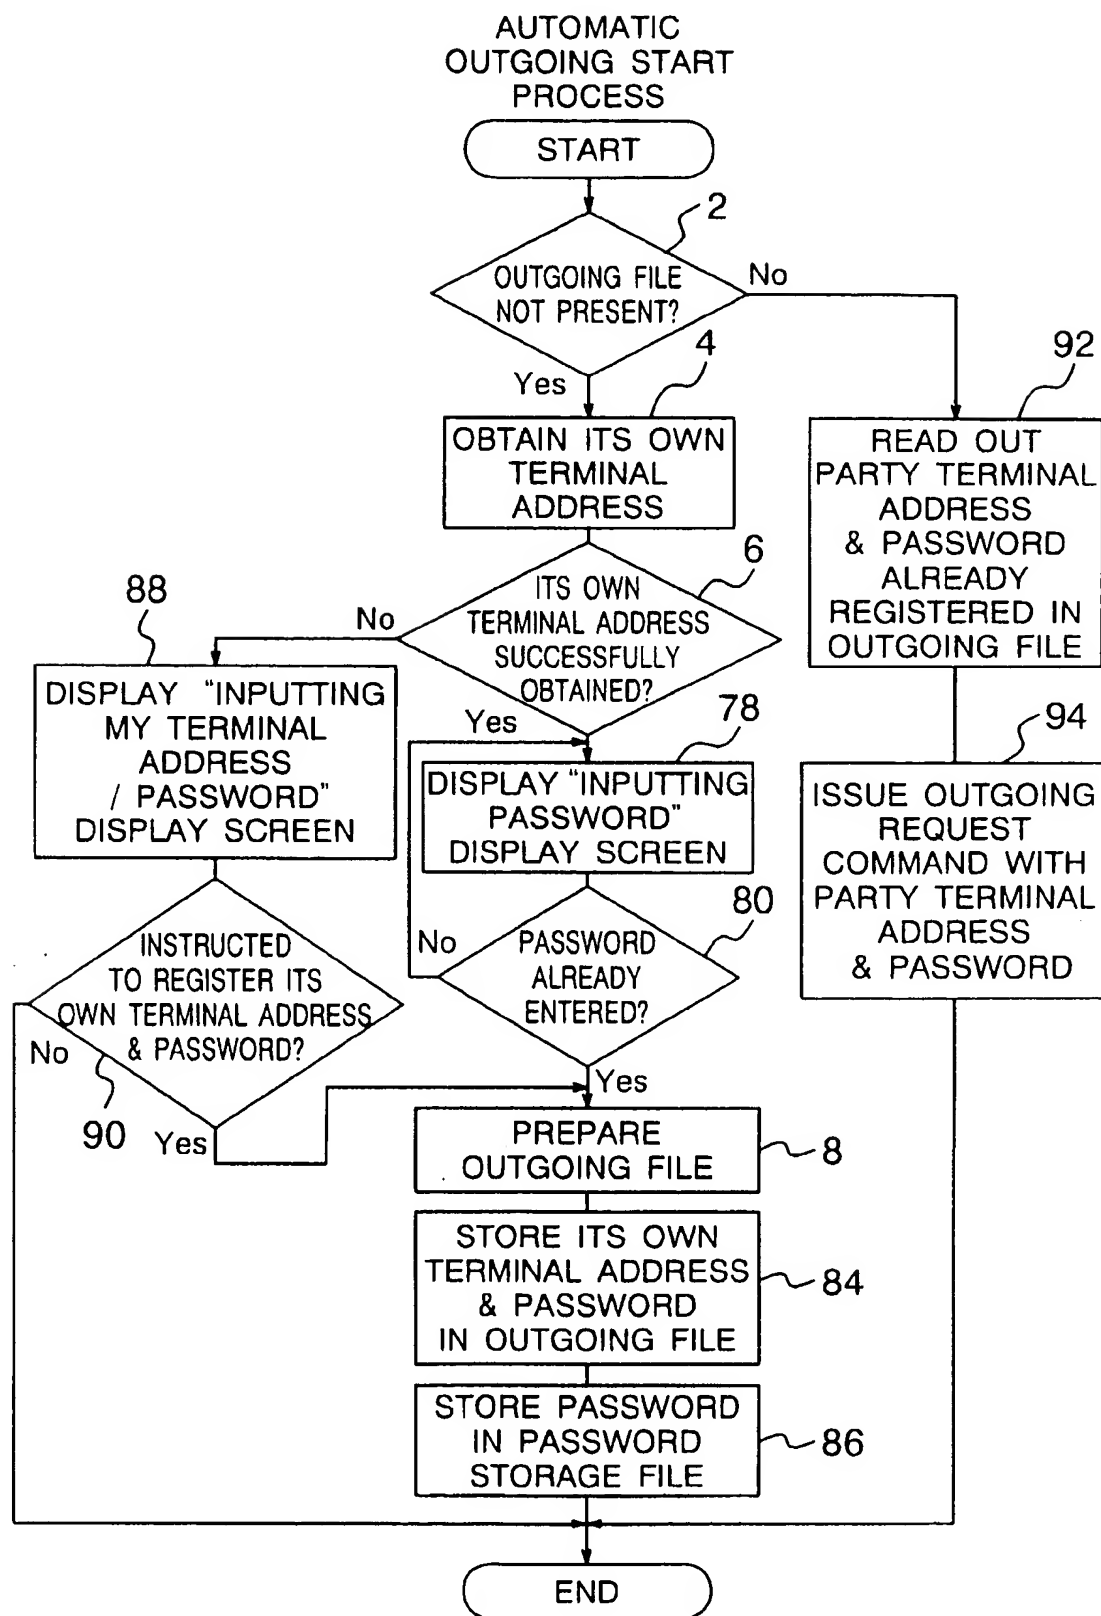 AUTOMATIC
OUTGOING START
PROCESS
START
2
OUTGOING FILE
NOT PRESENT?
No
Yes
4
92
OBTAIN ITS OWN
TERMINAL
ADDRESS
READ OUT
PARTY TERMINAL
ADDRESS
& PASSWORD
ALREADY
REGISTERED IN
OUTGOING FILE
6
ITS OWN
TERMINAL ADDRESS
SUCCESSFULLY
OBTAINED?
No
Yes
88
DISPLAY "INPUTTING
MY TERMINAL
ADDRESS
/ PASSWORD"
DISPLAY SCREEN
78
DISPLAY "INPUTTING
PASSWORD"
DISPLAY SCREEN
94
ISSUE OUTGOING
REQUEST
COMMAND WITH
PARTY TERMINAL
ADDRESS
& PASSWORD
INSTRUCTED
TO REGISTER ITS
OWN TERMINAL ADDRESS
& PASSWORD?
No
90
Yes
80
No
PASSWORD
ALREADY
ENTERED?
Yes
PREPARE
OUTGOING FILE
8
STORE ITS OWN
TERMINAL ADDRESS
& PASSWORD
IN OUTGOING FILE
84
STORE PASSWORD
IN PASSWORD
STORAGE FILE
86
END